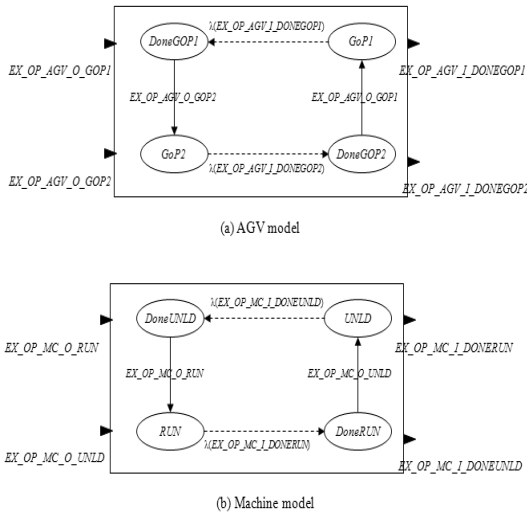 λ(EX_OP_AGV_I_DONEGOP1)
DoneGOP1
GoP1
EX_OP_AGV_O_GOP1
EX_OP_AGV_I_DONEGOP1
EX_OP_AGV_O_GOP2
EX_OP_AGV_O_GOP1
GoP2
DoneGOP2
λ(EX_OP_AGV_I_DONEGOP2)
EX_OP_AGV_O_GOP2
EX_OP_AGV_I_DONEGOP2
(a) AGV model
λ(EX_OP_MC_I_DONEUNLD)
DoneUNLD
UNLD
EX_OP_MC_O_RUN
EX_OP_MC_I_DONERUN
EX_OP_MC_O_RUN
EX_OP_MC_O_UNLD
RUN
DoneRUN
λ(EX_OP_MC_I_DONERUN)
EX_OP_MC_O_UNLD
EX_OP_MC_I_DONEUNLD
(b) Machine model